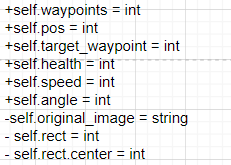 +self.waypoints = int
+self.pos = int
+self.target_waypoint = int
+self.health = int
+self.speed = int
+self.angle = int
-self.original_image = string
- self.rect = int
- self.rect.center = int